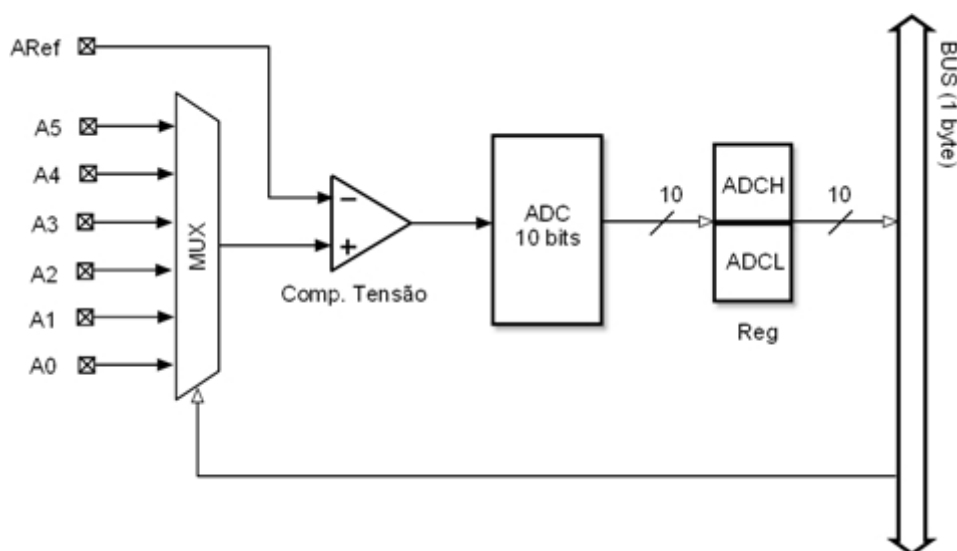 ARef
A5
A4
A3
A2
A1
A0
MUX
Comp. Tensão
ADC
10 bits
10
ADCH
ADCL
Reg
10
BUS (1 byte)